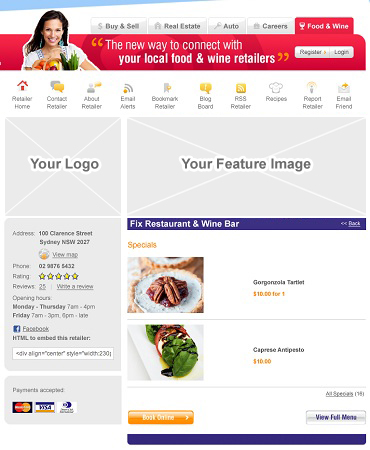 Buy & Sell
Real Estate
Auto
Careers
Food & Wine
“The new way to connect with
your local food & wine retailers”
Register
Login
Retailer Home
Contact Retailer
About Retailer
Email Alerts
Bookmark Retailer
Blog Board
RSS Retailer
Recipes
Report Retailer
Email Friend
Your Logo
Your Feature Image
Address: 100 Clarence Street
Sydney NSW 2027
View map
Phone: 02 9876 5432
Rating:
Reviews: 25 | Write a review
Opening hours:
Monday - Thursday 7am - 4pm
Friday 7am - 3pm, 6pm - late
Facebook
HTML to embed this retailer:
<div align="center" style="width:230;
Payments accepted:
MasterCard
VISA
Fix Restaurant & Wine Bar
<< Back
Specials
Gorgonzola Tartlet
$10.00 for 1
Caprese Antipesto
$10.00
All Specials (16)
Book Online
View Full Menu